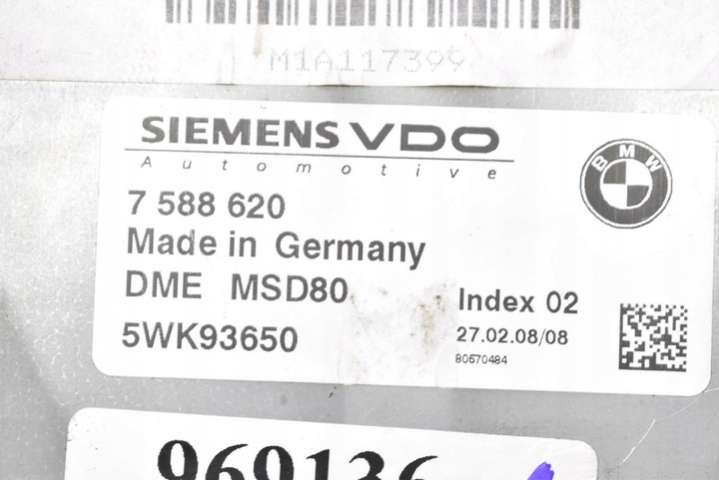 M1A117399
SIEMENS VDO
Automotive
BMW
7 588 620
Made in Germany
DME MSD80
Index 02
5WK93650
27.02.08/08
80570484
969136